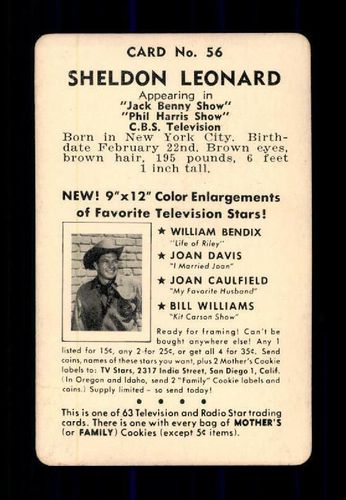 CARD No. 56
SHELDON LEONARD
Appearing in
"Jack Benny Show"
"Phil Harris Show"
C.B.S. Television
Born in New York City. Birth-
date February 22nd. Brown eyes,
brown hair, 195 pounds, 6 feet
1 inch tall.
NEW! 9"x12" Color Enlargements
of Favorite Television Stars!
★ WILLIAM BENDIX
"Life of Riley"
★ JOAN DAVIS
"I Married Joan"
★ JOAN CAULFIELD
"My Favorite Husband"
★ BILL WILLIAMS
"Kit Carson Show"
Ready for framing! Can't be
bought anywhere else! Any 1
listed for 15¢, any 2 for 25¢, or get all 4 for 35¢. Send
coins, names of these stars you want, plus 2 Mother's Cookie
labels to: TV Stars, 2317 Indie Street, San Diego 1, Calif.
(In Oregon and Idaho, send 2 "Family" Cookie labels and
coins.) Supply limited – so send today!
• • • •
This is one of 63 Television and Radio Star trading
cards. There is one with every bag of MOTHER'S
(or FAMILY) Cookies (except 5¢ items).